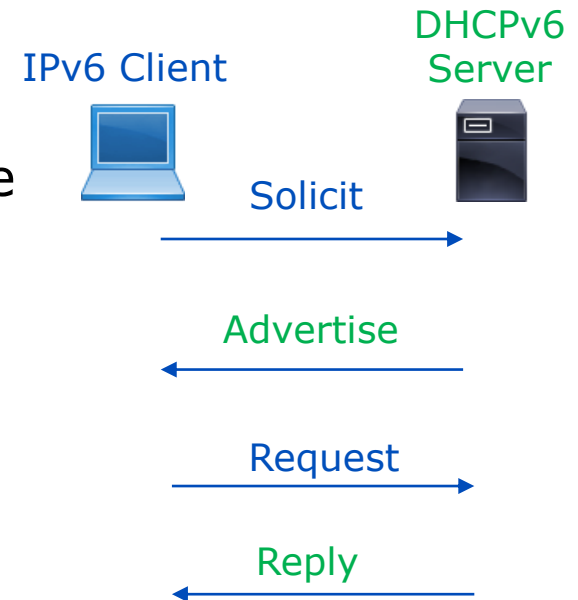 DHCPv6
IPv6 Client
Server
e
Solicit
Advertise
Request
Reply